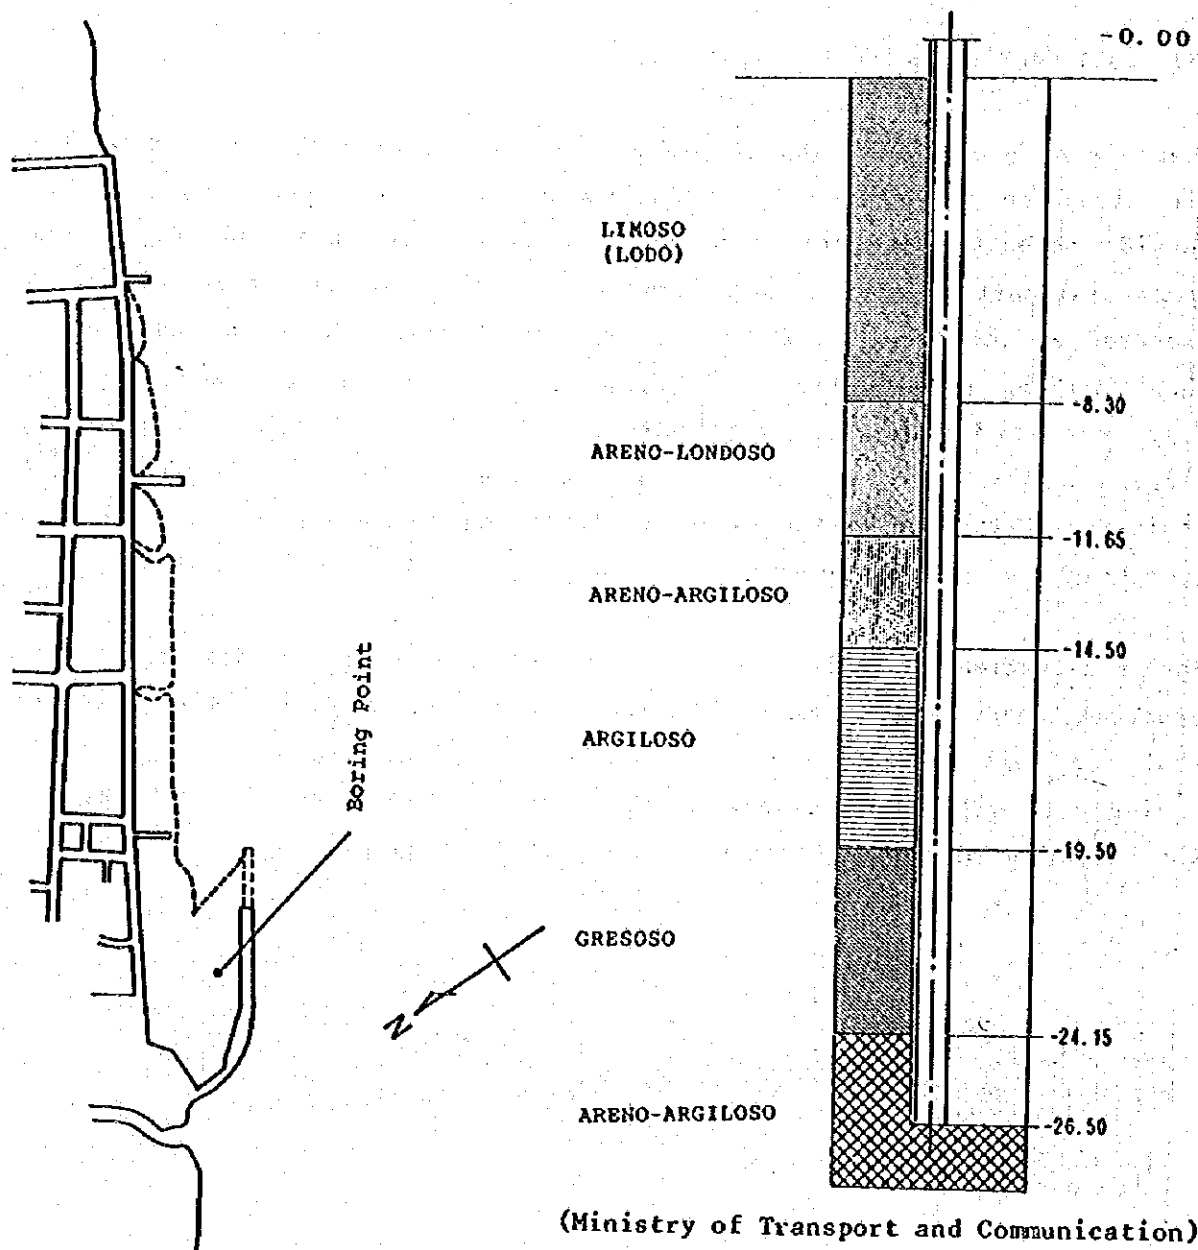 -0.00
LIMOSO
(LODO)
-8.30
ARENO-LONDOSO
-11.65
ARENO-ARGILOSO
-14.50
ARGILOSO
-19.50
GRESOSO
-24.15
ARENO-ARGILOSO
-26.50
Boring Point
N
(Ministry of Transport and Communication)